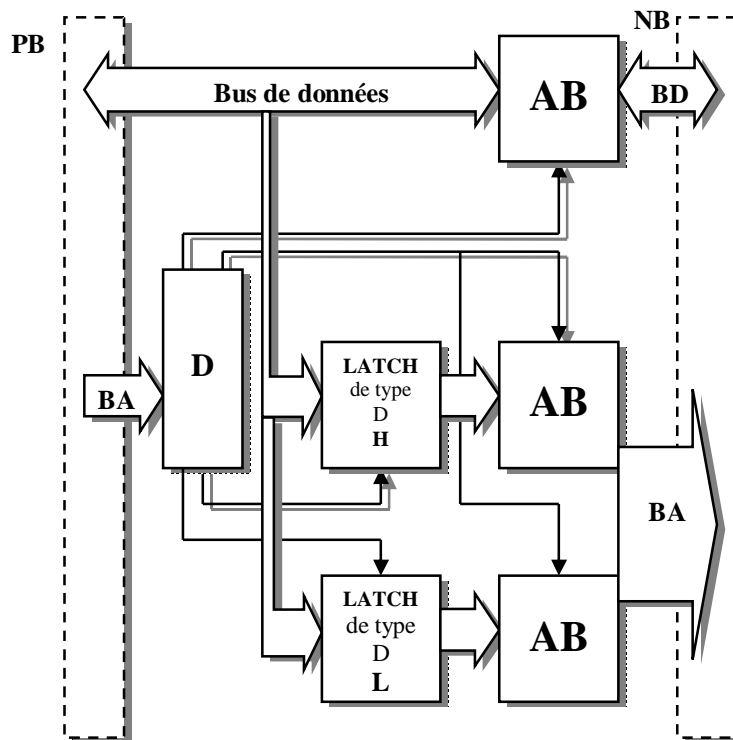 PB
NB
Bus de données
AB
BD
D
BA
LATCH
de type
D
H
AB
BA
LATCH
de type
D
L
AB